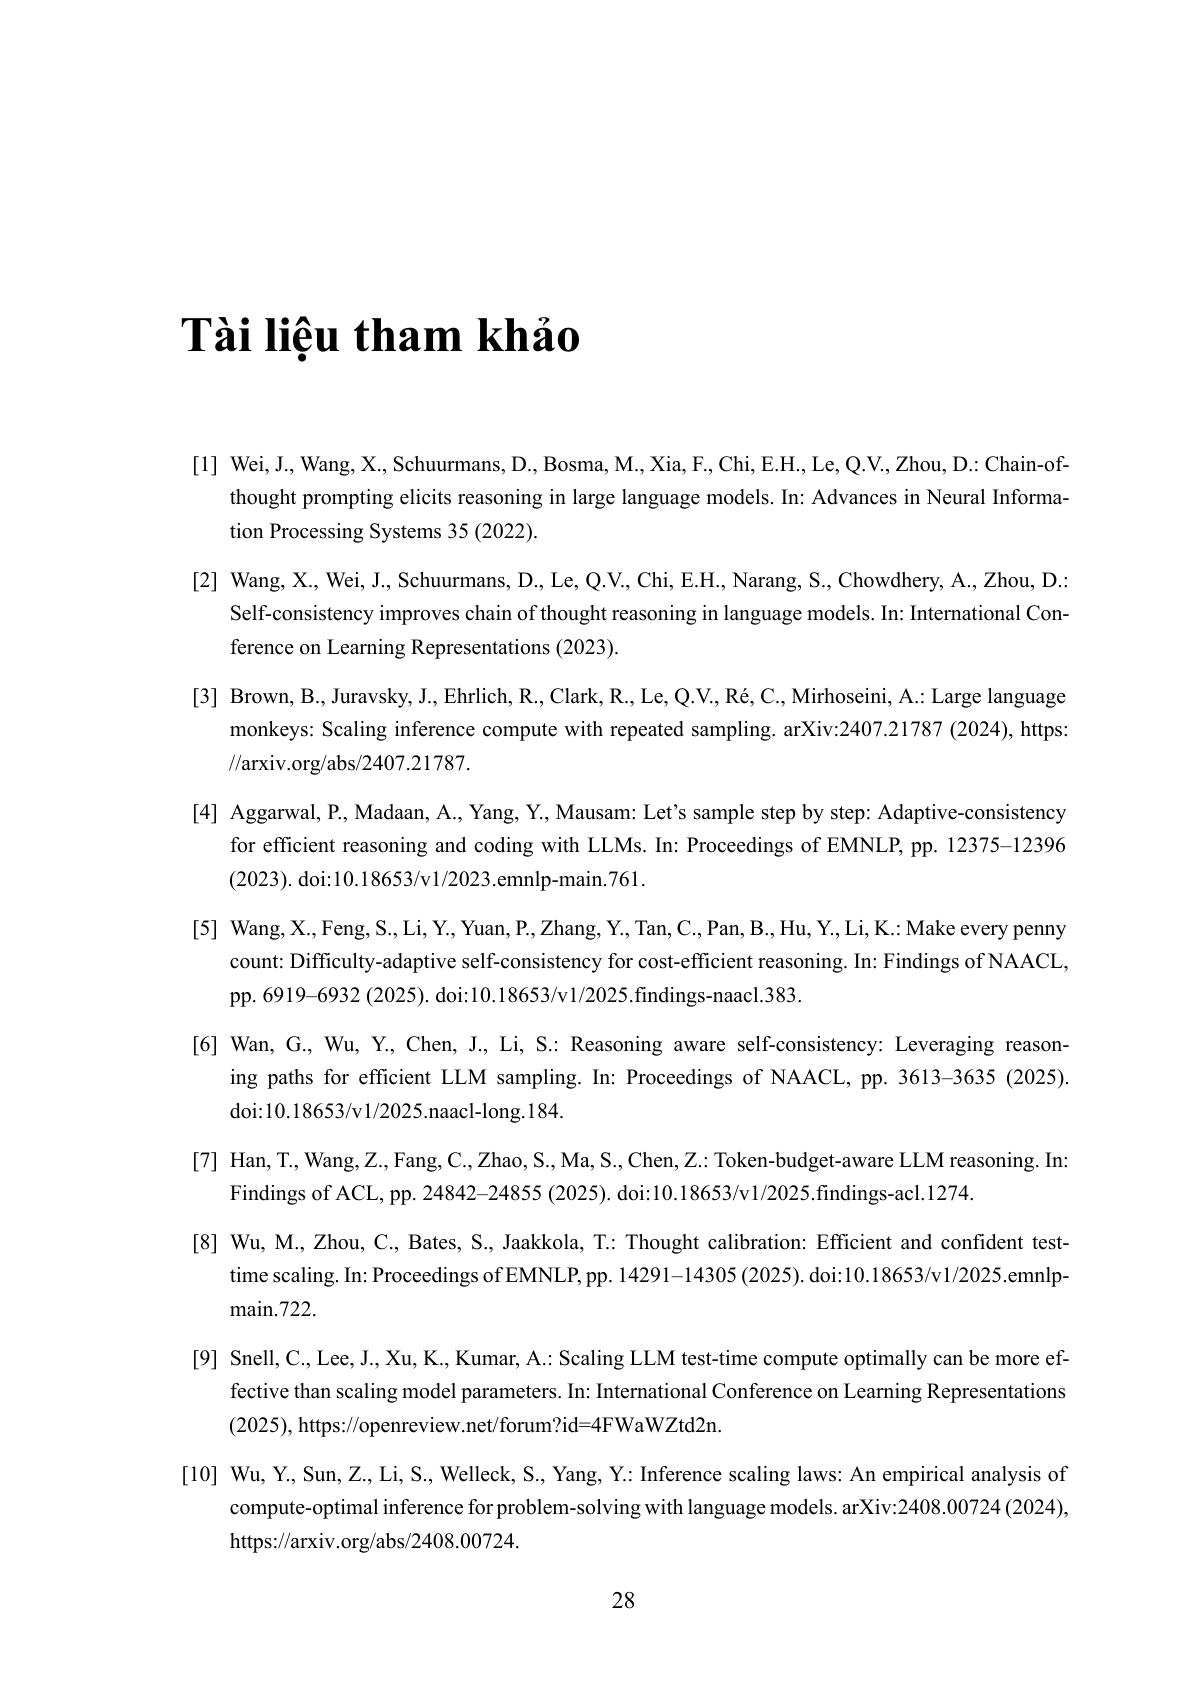 Tài liệu tham khảo
[1] Wei, J., Wang, X., Schuurmans, D., Bosma, M., Xia, F., Chi, E.H., Le, Q.V., Zhou, D.: Chain-of-
thought prompting elicits reasoning in large language models. In: Advances in Neural Informa-
tion Processing Systems 35 (2022).
[2] Wang, X., Wei, J., Schuurmans, D., Le, Q.V., Chi, E.H., Narang, S., Chowdhery, A., Zhou, D.:
Self-consistency improves chain of thought reasoning in language models. In: International Con-
ference on Learning Representations (2023).
[3] Brown, B., Juravsky, J., Ehrlich, R., Clark, R., Le, Q.V., Ré, C., Mirhoseini, A.: Large language
monkeys: Scaling inference compute with repeated sampling. arXiv:2407.21787 (2024), https:
//arxiv.org/abs/2407.21787.
[4] Aggarwal, P., Madaan, A., Yang, Y., Mausam: Let’s sample step by step: Adaptive-consistency
for efficient reasoning and coding with LLMs. In: Proceedings of EMNLP, pp. 12375–12396
(2023). doi:10.18653/v1/2023.emnlp-main.761.
[5] Wang, X., Feng, S., Li, Y., Yuan, P., Zhang, Y., Tan, C., Pan, B., Hu, Y., Li, K.: Make every penny
count: Difficulty-adaptive self-consistency for cost-efficient reasoning. In: Findings of NAACL,
pp. 6919–6932 (2025). doi:10.18653/v1/2025.findings-naacl.383.
[6] Wan, G., Wu, Y., Chen, J., Li, S.: Reasoning aware self-consistency: Leveraging reason-
ing paths for efficient LLM sampling. In: Proceedings of NAACL, pp. 3613–3635 (2025).
doi:10.18653/v1/2025.naacl-long.184.
[7] Han, T., Wang, Z., Fang, C., Zhao, S., Ma, S., Chen, Z.: Token-budget-aware LLM reasoning. In:
Findings of ACL, pp. 24842–24855 (2025). doi:10.18653/v1/2025.findings-acl.1274.
[8] Wu, M., Zhou, C., Bates, S., Jaakkola, T.: Thought calibration: Efficient and confident test-
time scaling. In: Proceedings of EMNLP, pp. 14291–14305 (2025). doi:10.18653/v1/2025.emnlp-
main.722.
[9] Snell, C., Lee, J., Xu, K., Kumar, A.: Scaling LLM test-time compute optimally can be more ef-
fective than scaling model parameters. In: International Conference on Learning Representations
(2025), https://openreview.net/forum?id=4FWaWZtd2n.
[10] Wu, Y., Sun, Z., Li, S., Welleck, S., Yang, Y.: Inference scaling laws: An empirical analysis of
compute-optimal inference for problem-solving with language models. arXiv:2408.00724 (2024),
https://arxiv.org/abs/2408.00724.
28